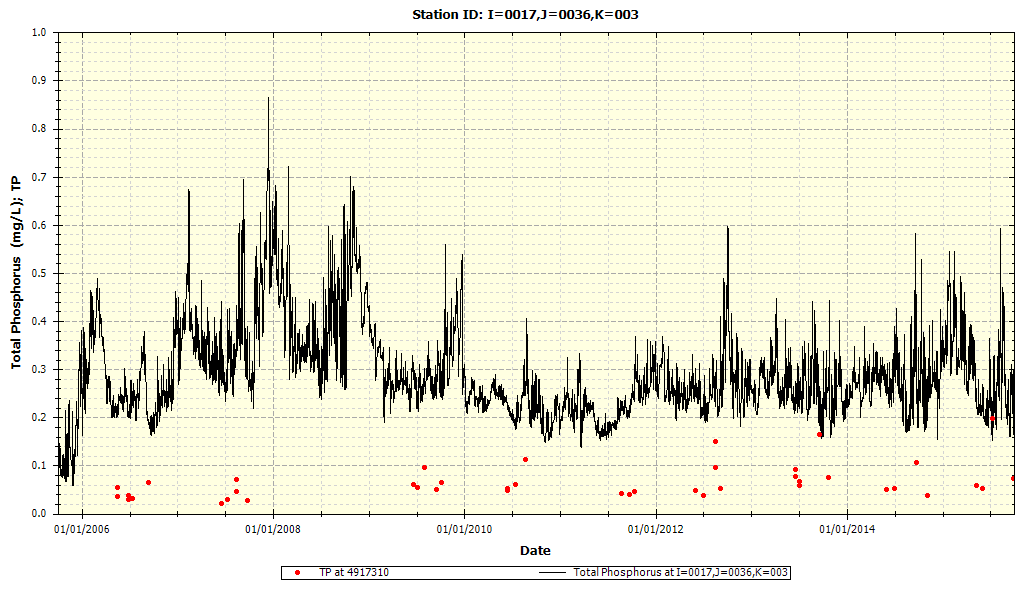 Station ID: I=0017,J=0036,K=003
Total Phosphorus (mg/L); TP
1.0
0.9
0.8
0.7
0.6
0.5
0.4
0.3
0.2
0.1
0.0
01/01/2006 01/01/2008 01/01/2010 01/01/2012 01/01/2014
Date
TP at 4917310 Total Phosphorus at I=0017,J=0036,K=003